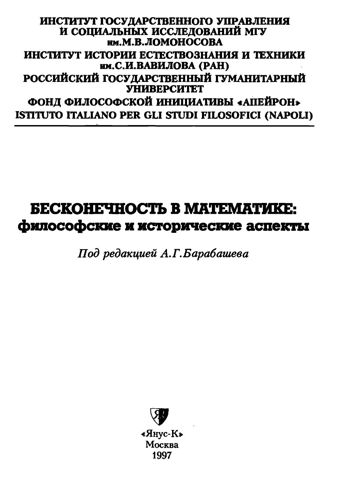 ИНСТИТУТ ГОСУДАРСТВЕННОГО УПРАВЛЕНИЯ
И СОЦИАЛЬНЫХ ИССЛЕДОВАНИЙ МГУ
им.М.В.ЛОМОНОСОВА
ИНСТИТУТ ИСТОРИИ ЕСТЕСТВОЗНАНИЯ И ТЕХНИКИ
им.С.И.ВАВИЛОВА (РАН)
РОССИЙСКИЙ ГОСУДАРСТВЕННЫЙ ГУМАНИТАРНЫЙ
УНИВЕРСИТЕТ
ФОНД ФИЛОСОФСКОЙ ИНИЦИАТИВЫ «АПЕЙРОН»
ISTITUTO ITALIANO PER GLI STUDI FILOSOFICI (NAPOLI)
БЕСКОНЕЧНОСТЬ В МАТЕМАТИКЕ:
философские и исторические аспекты
Под редакцией А.Г.Барабашева
«Янус-К»
Москва
1997